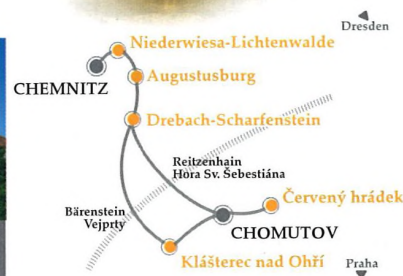 Dresden
Niederwiesa-Lichtenwalde
CHEMNITZ
Augustusburg
Drebach-Scharfenstein
Reitzenhain
Hora Sv. Šebestiána
Červený hrádek
Bärenstein
Vejprty
CHOMUTOV
Klášterec nad Ohří
Praha